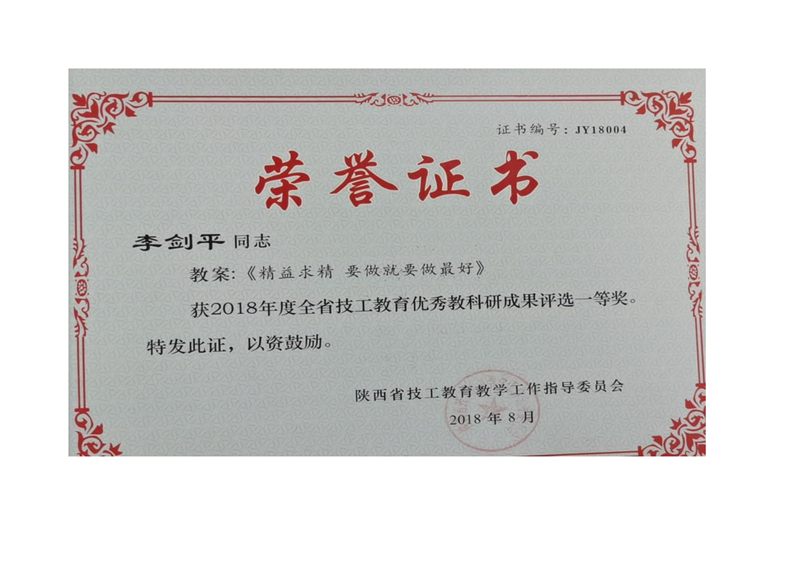 证书编号：JY18004
荣誉证书
李剑平 同志
教案:《精益求精 要做就要做最好》
获2018年度全省技工教育优秀教科研成果评选一等奖。
特发此证，以资鼓励。
陕西省技工教育教学工作指导委员会
2018 年 8 月